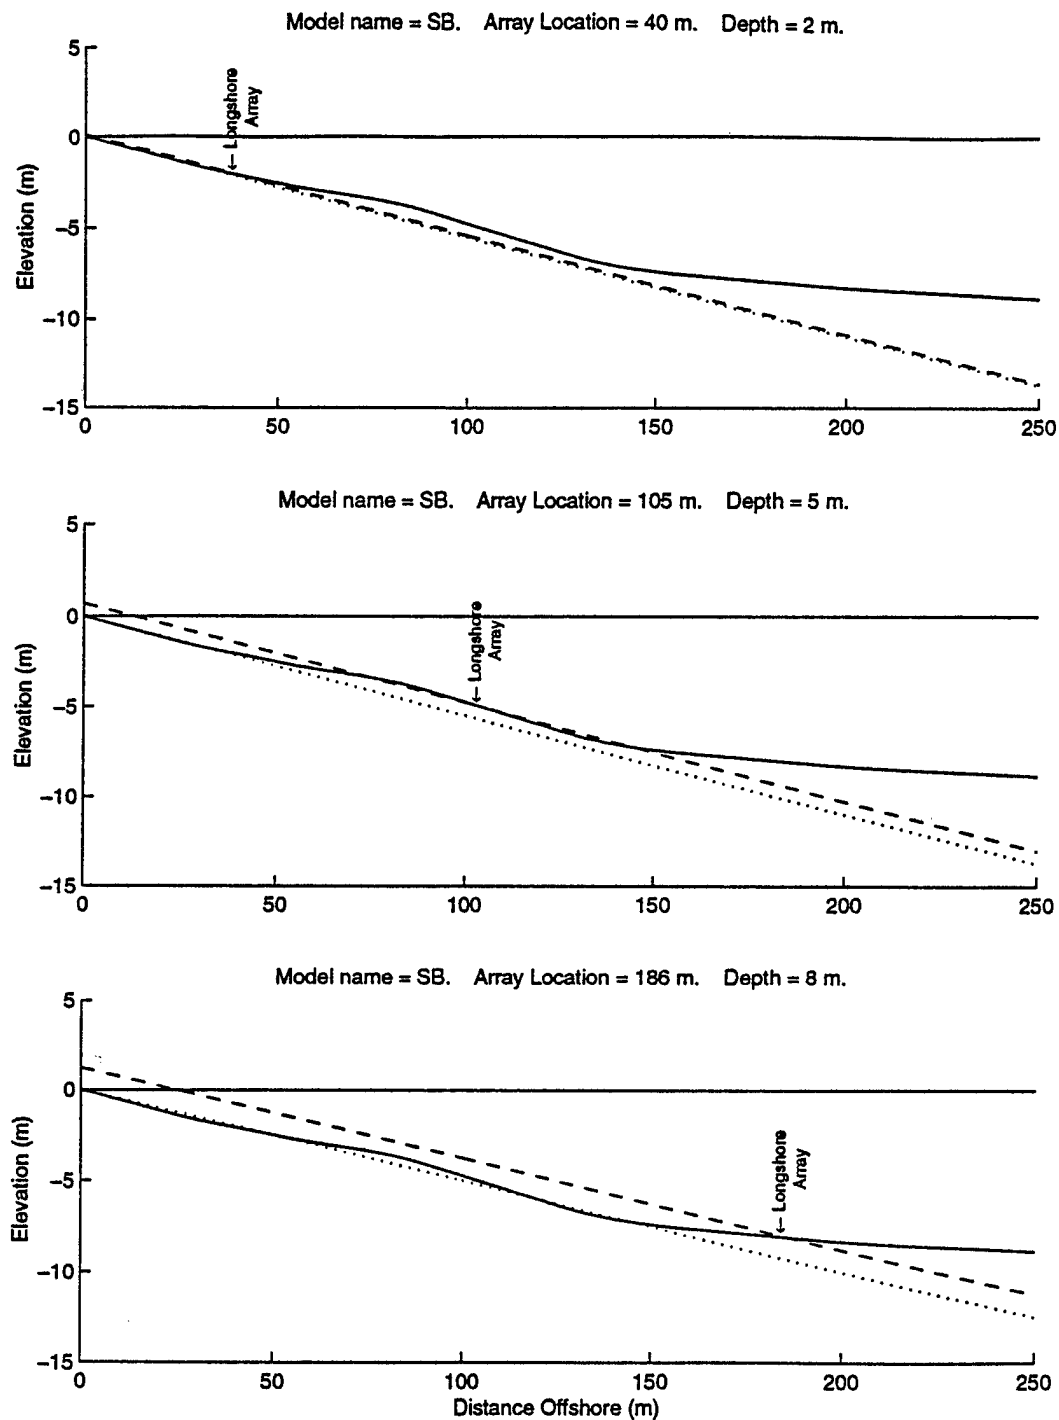 Model name = SB. Array Location = 40 m. Depth = 2 m.
5
0
−5
−10
−15
Elevation (m)
← Longshore
Array
0 50 100 150 200 250
Model name = SB. Array Location = 105 m. Depth = 5 m.
5
0
−5
−10
−15
Elevation (m)
← Longshore
Array
0 50 100 150 200 250
Model name = SB. Array Location = 186 m. Depth = 8 m.
5
0
−5
−10
−15
Elevation (m)
← Longshore
Array
0 50 100 150 200 250
Distance Offshore (m)